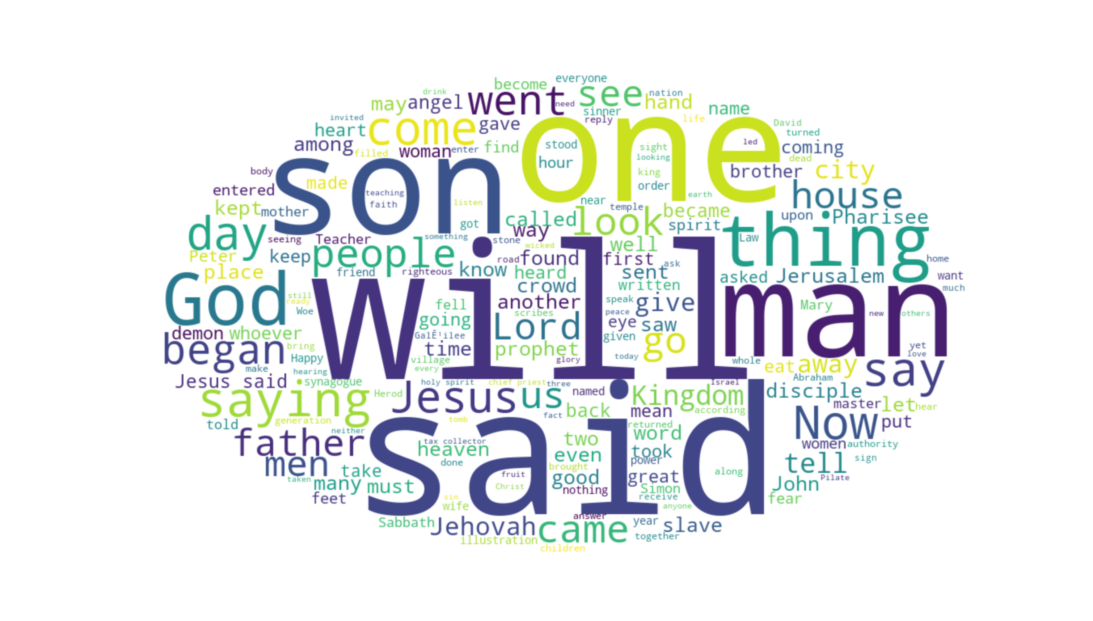 everyone
drink become nation
may angel went need see hand name
invited sinner
heart come gave reply life David
among stood one turned
woman enter find sight led coming
filled hour looking dead
body son king brother city
entered made order earth
teaching house
kept mother faith listen near temple became upon Pharisee
day got called look spirit thing
seeing Teacher something way well Law home
Peter people stone wicked first asked Jerusalem want
place keep know found ask sent much
friend righteous road heard written man
God still crowd speak give Mary new others
ready fell another peace eye saw
Woe going Lord scribes given go
demon whoever GalÊ¹ilee time prophet today whole yet
began Happy village glory will eat away love say
bring every
make hearing
Jesus said synagogue holy spirit chief priest three Israel Abraham disciple
saying Herod Jesus us named Kingdom master let hear
generation tomb back mean according Now put
told neither
father tax collector fact returned word women authority
heaven two took
men done even power tell sign
take fruit brought good great along Pilate
taken many must Christ nothing Simon John
feet sin said receive anyone fear
wife answer
Sabbath Jehovah came year slave
illustration together
children